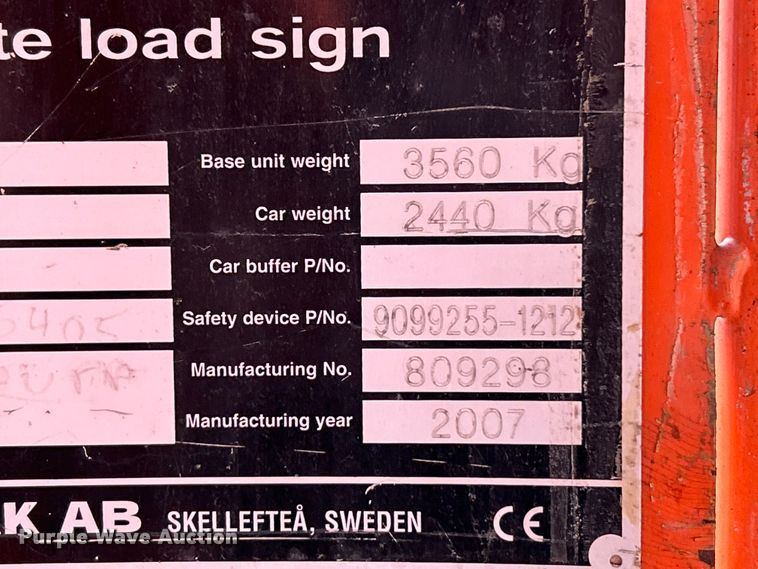 te load sign
Base unit weight 3560 Kg
Car weight 2440 Kg
Car buffer P/No.
Safety device P/No. 9099255-1212
Manufacturing No. 809298
Manufacturing year 2007
K AB SKELLEFTEÅ, SWEDEN CE
Purple Wave Auction